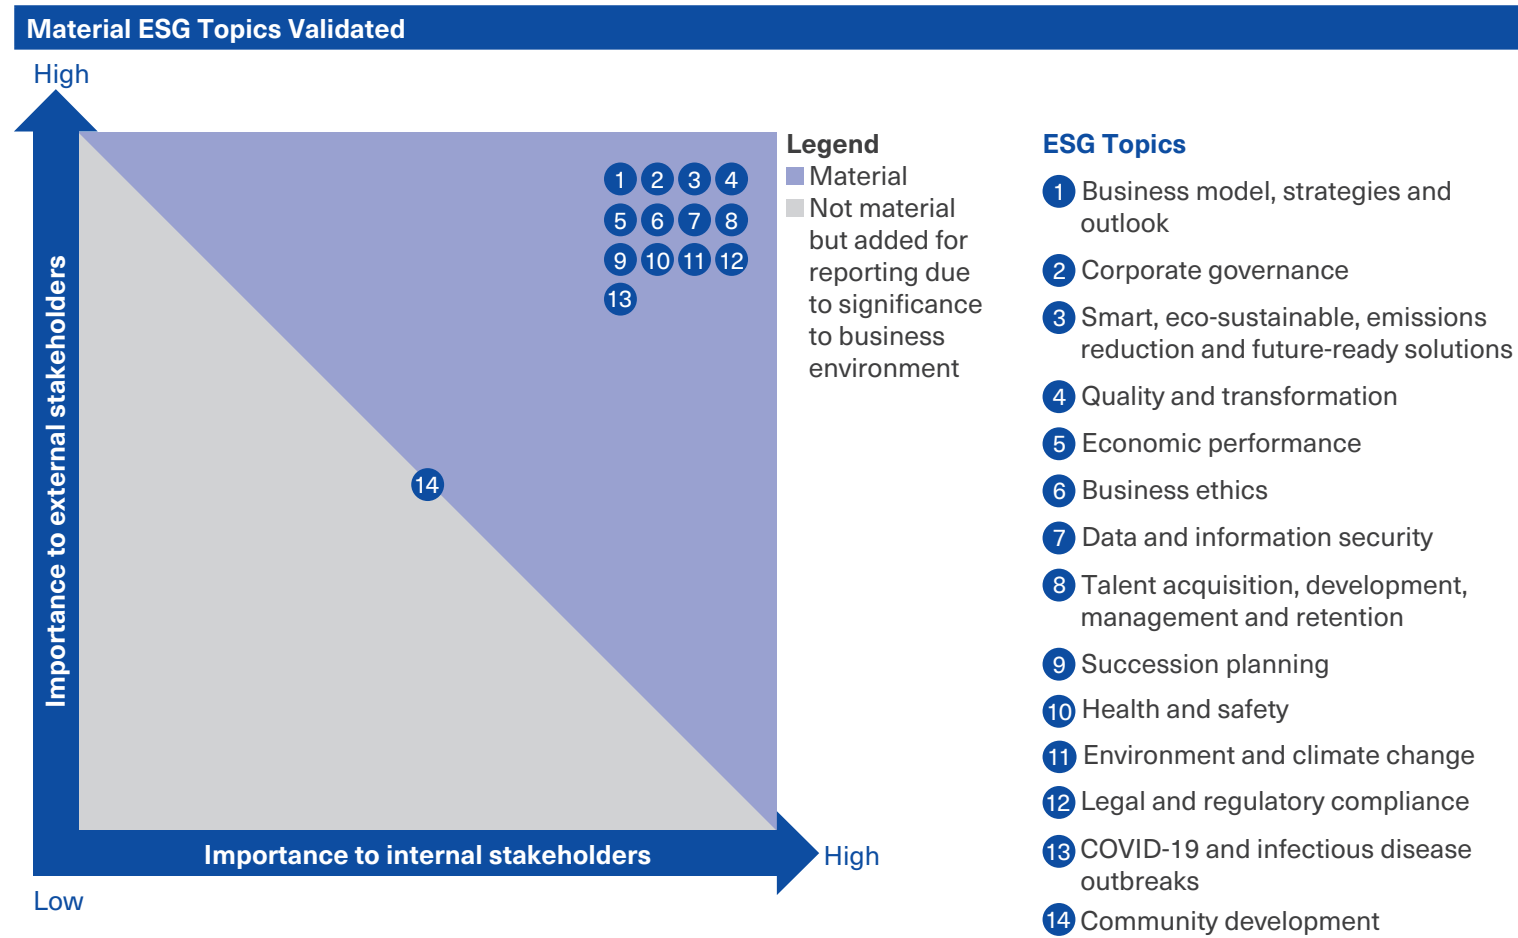 Material ESG Topics Validated
High
Importance to external stakeholders
1 2 3 4
5 6 7 8
9 10 11 12
13
14
Importance to internal stakeholders
High
Low
Legend
Material
Not material
but added for
reporting due
to significance
to business
environment
ESG Topics
1 Business model, strategies and
outlook
2 Corporate governance
3 Smart, eco-sustainable, emissions
reduction and future-ready solutions
4 Quality and transformation
5 Economic performance
6 Business ethics
7 Data and information security
8 Talent acquisition, development,
management and retention
9 Succession planning
10 Health and safety
11 Environment and climate change
12 Legal and regulatory compliance
13 COVID-19 and infectious disease
outbreaks
14 Community development